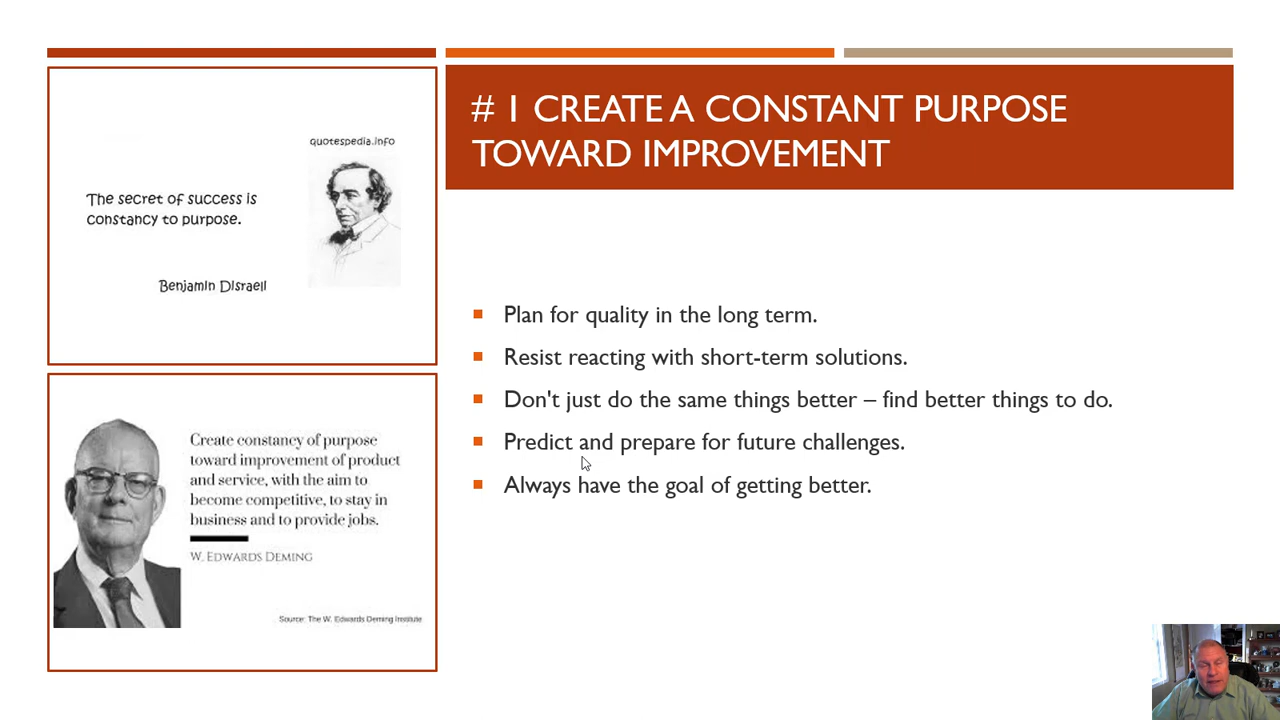 # 1 CREATE A CONSTANT PURPOSE
TOWARD IMPROVEMENT
quotespedia.info
The secret of success is
constancy to purpose.
Benjamin Disraeli
Create constancy of purpose
toward improvement of product
and service, with the aim to
become competitive, to stay in
business and to provide jobs.
W. EDWARDS DEMING
Source: The W. Edwards Deming Institute
Plan for quality in the long term.
Resist reacting with short-term solutions.
Don't just do the same things better – find better things to do.
Predict and prepare for future challenges.
Always have the goal of getting better.